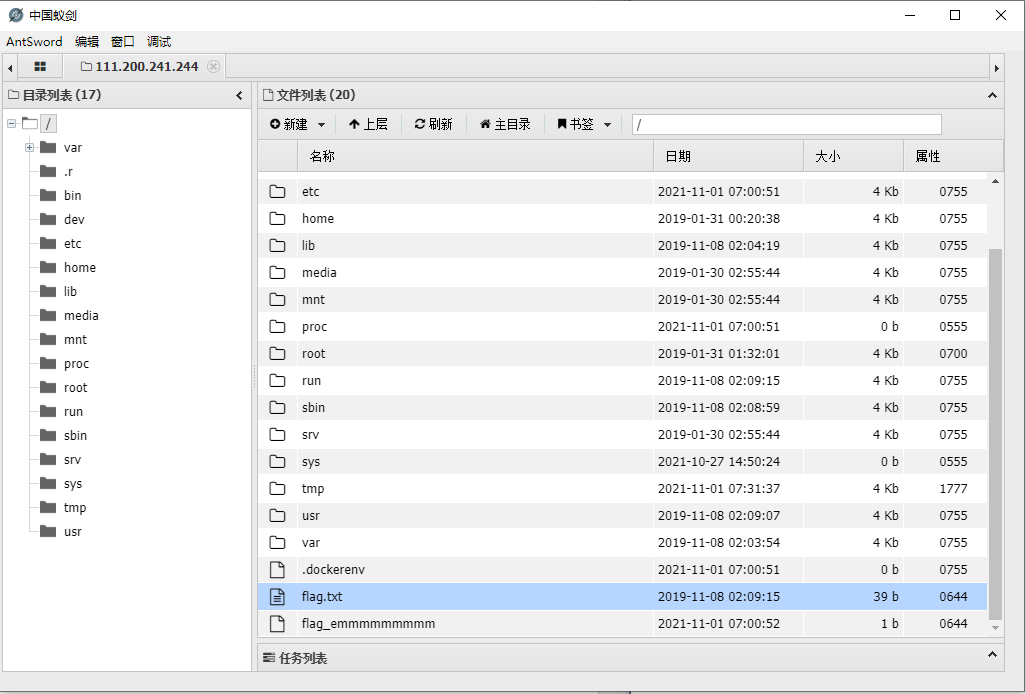 中国蚁剑
AntSword 编辑 窗口 调试
111.200.241.244
目录列表 (17)
/
var
.r
bin
dev
etc
home
lib
media
mnt
proc
root
run
sbin
srv
sys
tmp
usr
文件列表 (20)
新建 上层 刷新 主目录 书签 /
名称 日期 大小 属性
etc 2021-11-01 07:00:51 4 Kb 0755
home 2019-01-31 00:20:38 4 Kb 0755
lib 2019-11-08 02:04:19 4 Kb 0755
media 2019-01-30 02:55:44 4 Kb 0755
mnt 2019-01-30 02:55:44 4 Kb 0755
proc 2021-11-01 07:00:51 0 b 0555
root 2019-01-31 01:32:01 4 Kb 0700
run 2019-11-08 02:09:15 4 Kb 0755
sbin 2019-11-08 02:08:59 4 Kb 0755
srv 2019-01-30 02:55:44 4 Kb 0755
sys 2021-10-27 14:50:24 0 b 0555
tmp 2021-11-01 07:31:37 4 Kb 1777
usr 2019-11-08 02:09:07 4 Kb 0755
var 2019-11-08 02:03:54 4 Kb 0755
.dockerenv 2021-11-01 07:00:51 0 b 0755
flag.txt 2019-11-08 02:09:15 39 b 0644
flag_emmmmmmmmm 2021-11-01 07:00:52 1 b 0644
任务列表